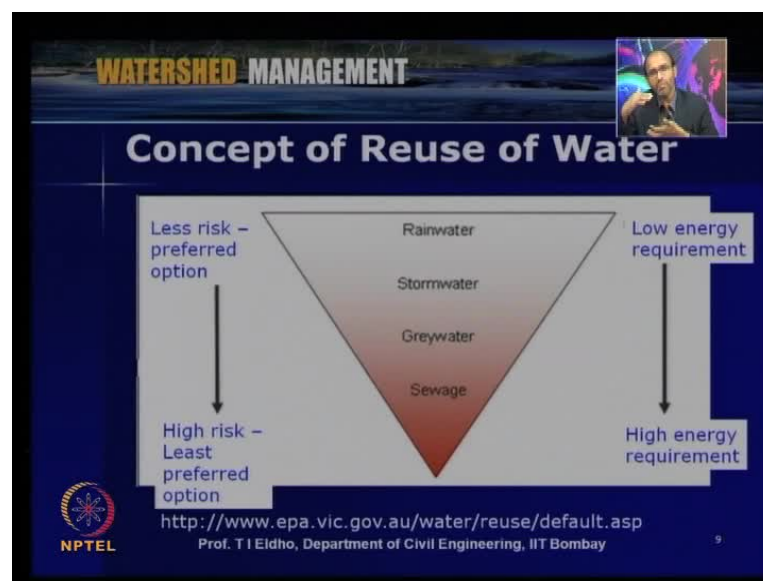 WATERSHED MANAGEMENT
Concept of Reuse of Water
Less risk –
preferred
option
High risk –
Least
preferred
option
Rainwater
Stormwater
Greywater
Sewage
Low energy
requirement
High energy
requirement
http://www.epa.vic.gov.au/water/reuse/default.asp
NPTEL
Prof. T I Eldho, Department of Civil Engineering, IIT Bombay
9